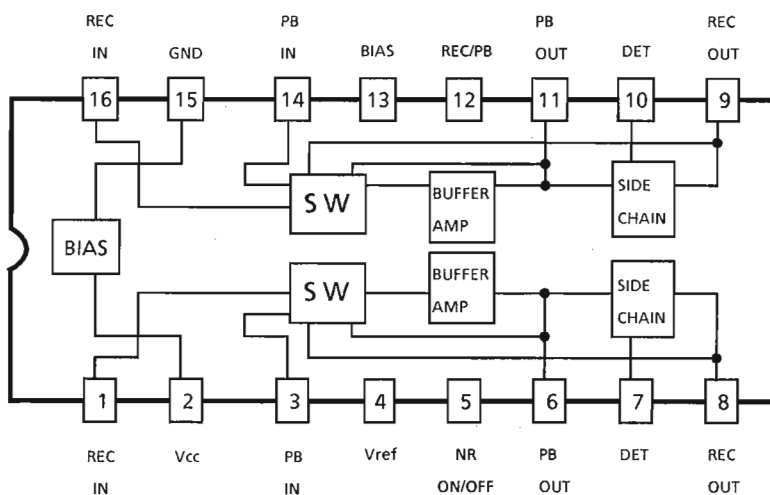 REC PB PB REC
IN GND IN BIAS REC/PB OUT DET OUT
16 15 14 13 12 11 10 9
SW
BUFFER
AMP
SIDE
CHAIN
BIAS
SW
BUFFER
AMP
SIDE
CHAIN
1 2 3 4 5 6 7 8
REC Vcc PB Vref NR PB DET REC
IN IN ON/OFF OUT OUT